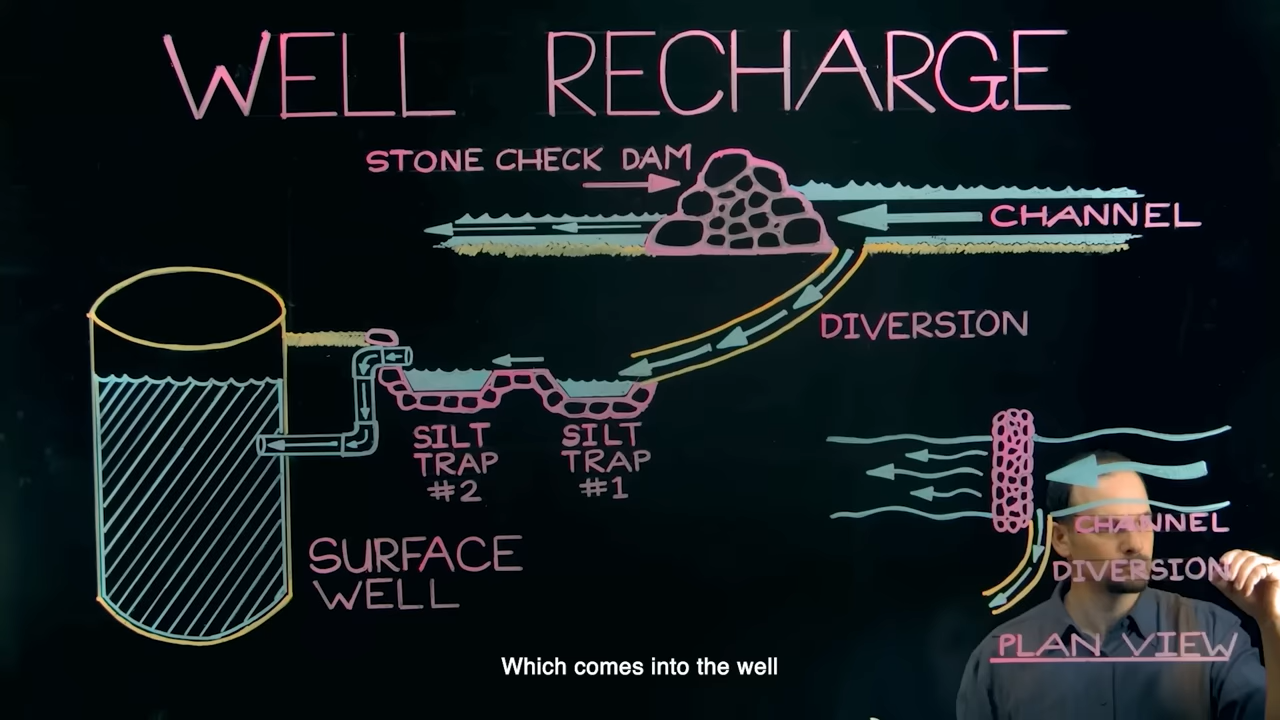 WELL RECHARGE
STONE CHECK DAM
CHANNEL
DIVERSION
SILT
TRAP
#2
SILT
TRAP
#1
SURFACE
WELL
CHANNEL
DIVERSION
PLAN VIEW
Which comes into the well